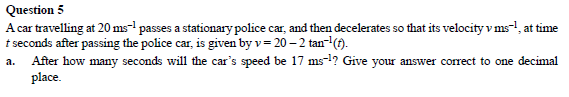 Question 5
A car travelling at 20 ms⁻¹ passes a stationary police car, and then decelerates so that its velocity v ms⁻¹, at time
t seconds after passing the police car, is given by v = 20 – 2 tan⁻¹(t).
a. After how many seconds will the car's speed be 17 ms⁻¹? Give your answer correct to one decimal
place.